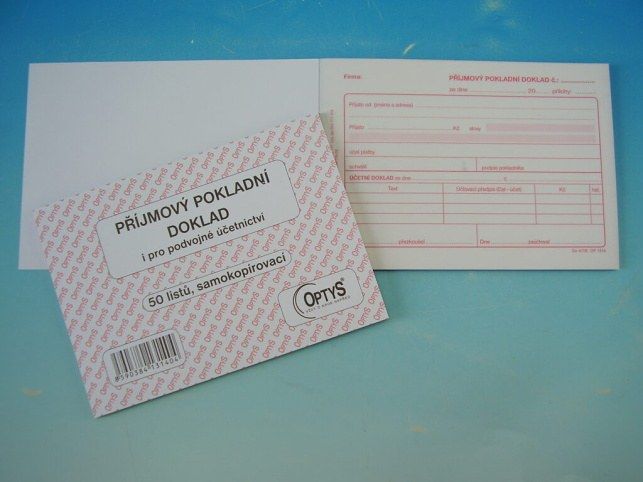 PŘÍJMOVÝ POKLADNÍ
DOKLAD
i pro podvojné účetnictví
50 listů, samokopírovací
OPTYS
8590384131404
Firma:
PŘÍJMOVÝ POKLADNÍ DOKLAD č.:
ze dne 20 přílohy:
Přijato od (jméno a adresa)
Přijato Kč slovy
účel platby
schválil podpis pokladníka
ÚČETNÍ DOKLAD ze dne č.
Text Účtovací předpis (Dal - účet) Kč hal.
přezkoušel Dne zaúčtoval